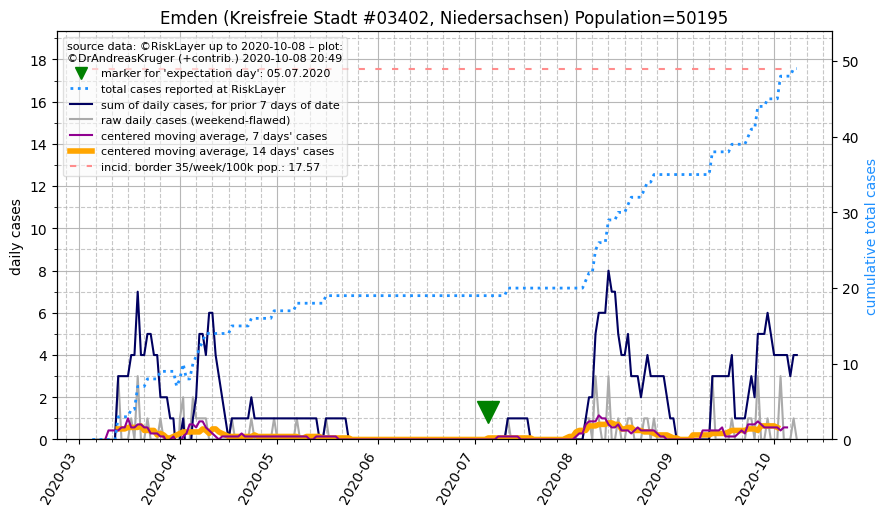 Emden (Kreisfreie Stadt #03402, Niedersachsen) Population=50195
source data: ©RiskLayer up to 2020-10-08 – plot:
©DrAndreasKruger (+contrib.) 2020-10-08 20:49
marker for 'expectation day': 05.07.2020
total cases reported at RiskLayer
sum of daily cases, for prior 7 days of date
raw daily cases (weekend-flawed)
centered moving average, 7 days' cases
centered moving average, 14 days' cases
incid. border 35/week/100k pop.: 17.57
daily cases
18
16
14
12
10
8
6
4
2
0
cumulative total cases
50
40
30
20
10
0
2020-03
2020-04
2020-05
2020-06
2020-07
2020-08
2020-09
2020-10